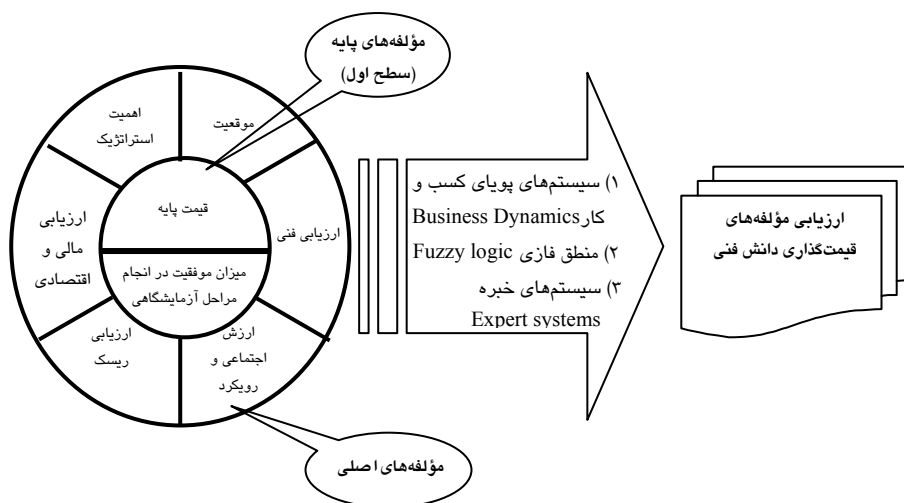 مؤلفه‌های پایه
(سطح اول)
اهمیت
استراتژیک
موقعیت
ارزیابی
مالی و
اقتصادی
قیمت پایه
ارزیابی فنی
میزان موفقیت در انجام
مراحل آزمایشگاهی
ارزیابی
ریسک
ارزش
اجتماعی و
رویکرد
مؤلفه‌های اصلی
۱) سیستم‌های پویای کسب و
کار Business Dynamics
۲) منطق فازی Fuzzy logic
۳) سیستم‌های خبره
Expert systems
ارزیابی مؤلفه‌های
قیمت‌گذاری دانش فنی